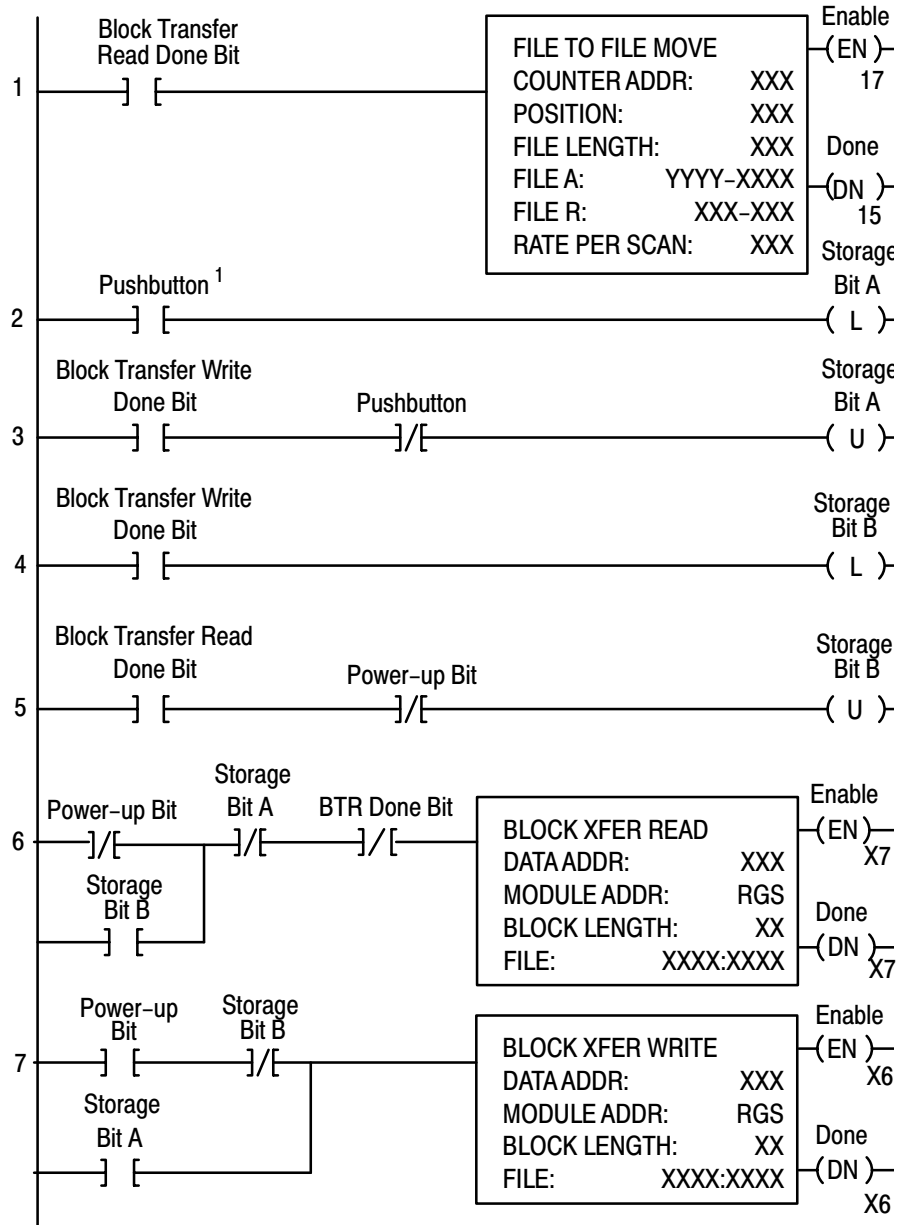 Block Transfer
Read Done Bit
1
FILE TO FILE MOVE
COUNTER ADDR: XXX
POSITION: XXX
FILE LENGTH: XXX
FILE A: YYYY–XXXX
FILE R: XXX–XXX
RATE PER SCAN: XXX
Enable
EN
17
Done
DN
15
Pushbutton 1
2
Storage
Bit A
L
Block Transfer Write
Done Bit
Pushbutton
3
Storage
Bit A
U
Block Transfer Write
Done Bit
4
Storage
Bit B
L
Block Transfer Read
Done Bit
Power–up Bit
5
Storage
Bit B
U
Power–up Bit
Storage
Bit A
BTR Done Bit
6
Storage
Bit B
BLOCK XFER READ
DATA ADDR: XXX
MODULE ADDR: RGS
BLOCK LENGTH: XX
FILE: XXXX:XXXX
Enable
EN
X7
Done
DN
X7
Power–up
Bit
Storage
Bit B
7
Storage
Bit A
BLOCK XFER WRITE
DATA ADDR: XXX
MODULE ADDR: RGS
BLOCK LENGTH: XX
FILE: XXXX:XXXX
Enable
EN
X6
Done
DN
X6